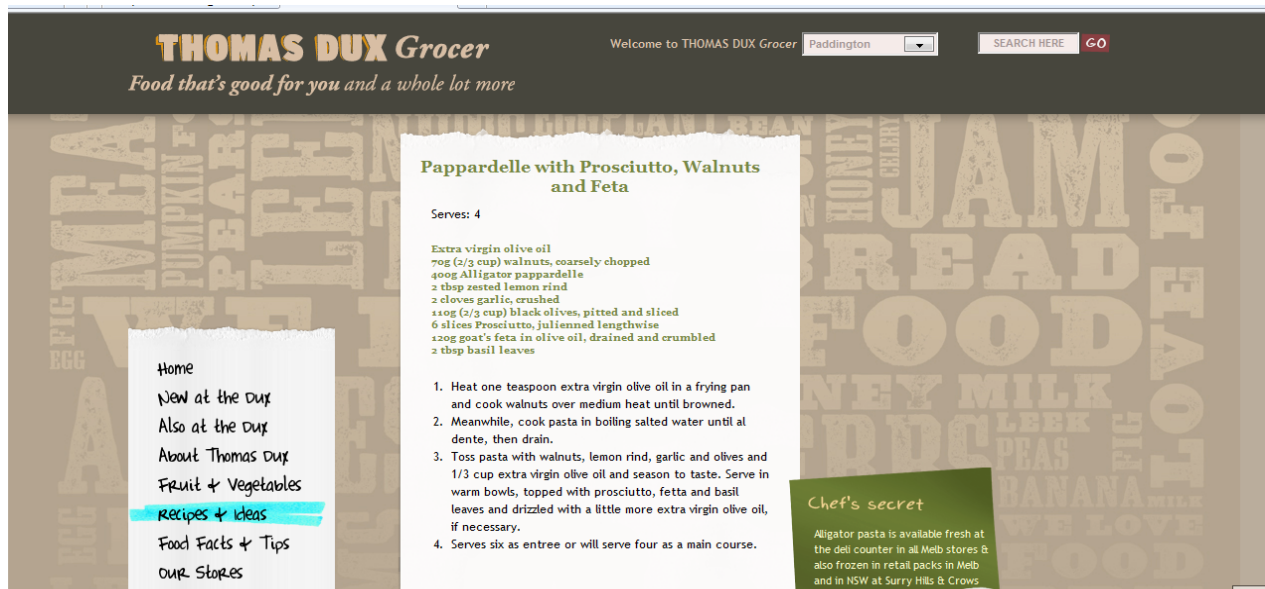 THOMAS DUX Grocer
Food that's good for you and a whole lot more
Welcome to THOMAS DUX Grocer Paddington
SEARCH HERE GO
Pappardelle with Prosciutto, Walnuts
and Feta
Serves: 4
Extra virgin olive oil
70g (2/3 cup) walnuts, coarsely chopped
400g Alligator pappardelle
2 tbsp zested lemon rind
2 cloves garlic, crushed
110g (2/3 cup) black olives, pitted and sliced
6 slices Prosciutto, julienned lengthwise
120g goat's feta in olive oil, drained and crumbled
2 tbsp basil leaves
1. Heat one teaspoon extra virgin olive oil in a frying pan
and cook walnuts over medium heat until browned.
2. Meanwhile, cook pasta in boiling salted water until al
dente, then drain.
3. Toss pasta with walnuts, lemon rind, garlic and olives and
1/3 cup extra virgin olive oil and season to taste. Serve in
warm bowls, topped with prosciutto, fetta and basil
leaves and drizzled with a little more extra virgin olive oil,
if necessary.
4. Serves six as entree or will serve four as a main course.
Home
New at the Dux
Also at the Dux
About Thomas Dux
Fruit + Vegetables
Recipes + Ideas
Food Facts + Tips
Our Stores
Chef's secret
Alligator pasta is available fresh at
the deli counter in all Melb stores &
also frozen in retail packs in Melb
and in NSW at Surry Hills & Crows
PUMPKIN
PEARS
EGG
FIG
HONEY
CELERY
JAM
BREAD
FOOD
MILK
LEEK
PEAS
FIG
BANANA
MILK
LOVE
FOOD